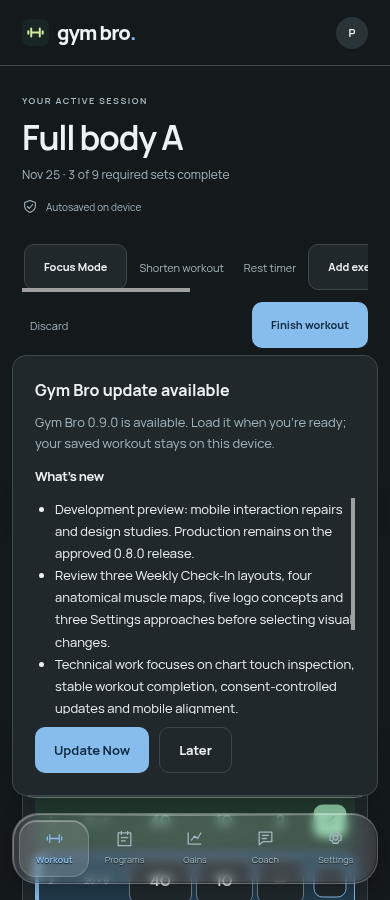 gym bro.
P
YOUR ACTIVE SESSION
Full body A
Nov 25 · 3 of 9 required sets complete
Autosaved on device
Focus Mode
Shorten workout
Rest timer
Add exe
Discard
Finish workout
Gym Bro update available
Gym Bro 0.9.0 is available. Load it when you're ready;
your saved workout stays on this device.
What's new
• Development preview: mobile interaction repairs
and design studies. Production remains on the
approved 0.8.0 release.
• Review three Weekly Check-In layouts, four
anatomical muscle maps, five logo concepts and
three Settings approaches before selecting visual
changes.
• Technical work focuses on chart touch inspection,
stable workout completion, consent-controlled
updates and mobile alignment.
Update Now
Later
Workout
Programs
Gains
Coach
Settings
40
10